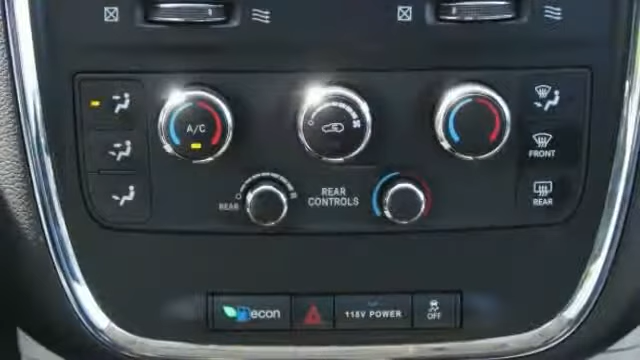 A/C
FRONT
REAR
REAR
CONTROLS
REAR
econ
115V POWER
OFF